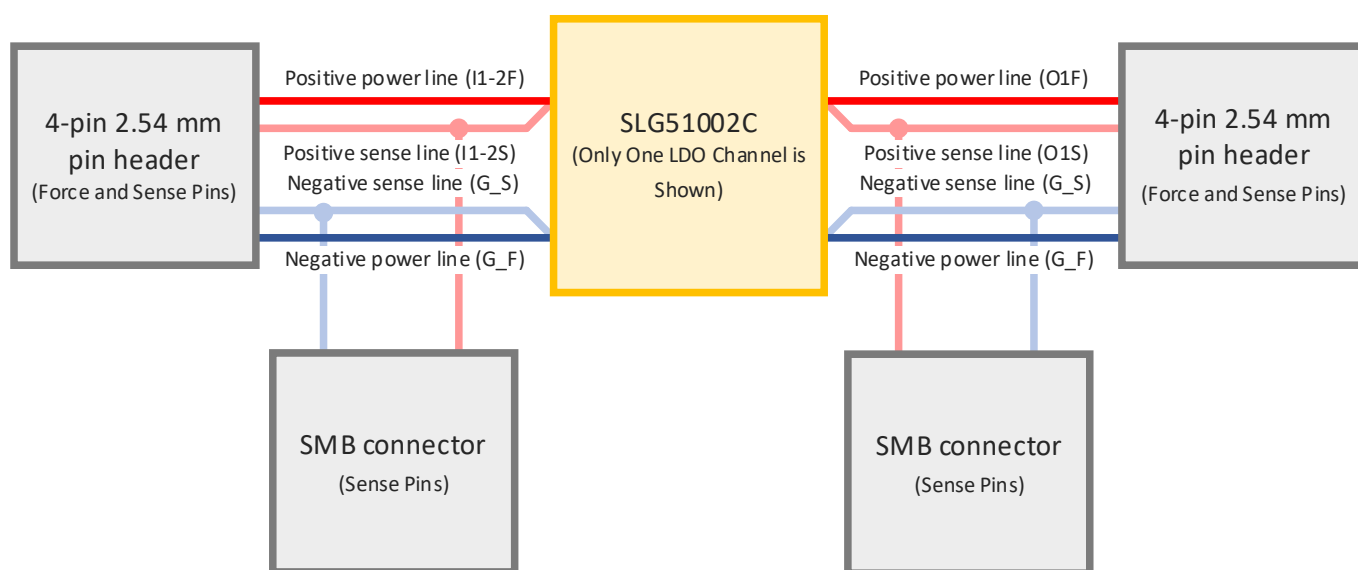 4-pin 2.54 mm
pin header
(Force and Sense Pins)
Positive power line (I1-2F)
Positive sense line (I1-2S)
Negative sense line (G_S)
Negative power line (G_F)
SLG51002C
(Only One LDO Channel is
Shown)
Positive power line (O1F)
Positive sense line (O1S)
Negative sense line (G_S)
Negative power line (G_F)
4-pin 2.54 mm
pin header
(Force and Sense Pins)
SMB connector
(Sense Pins)
SMB connector
(Sense Pins)